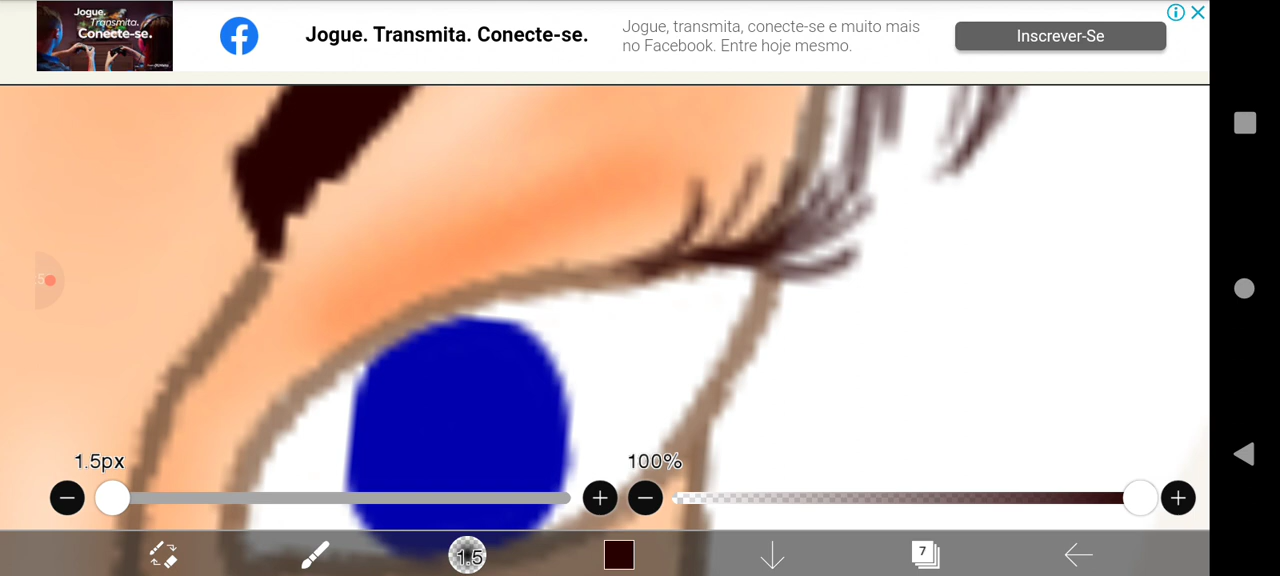 Jogue.
Transmita.
Conecte-se.
Jogue. Transmita. Conecte-se.
Jogue, transmita, conecte-se e muito mais
no Facebook. Entre hoje mesmo.
Inscrever-Se
S
1.5px
100%
1.5
7